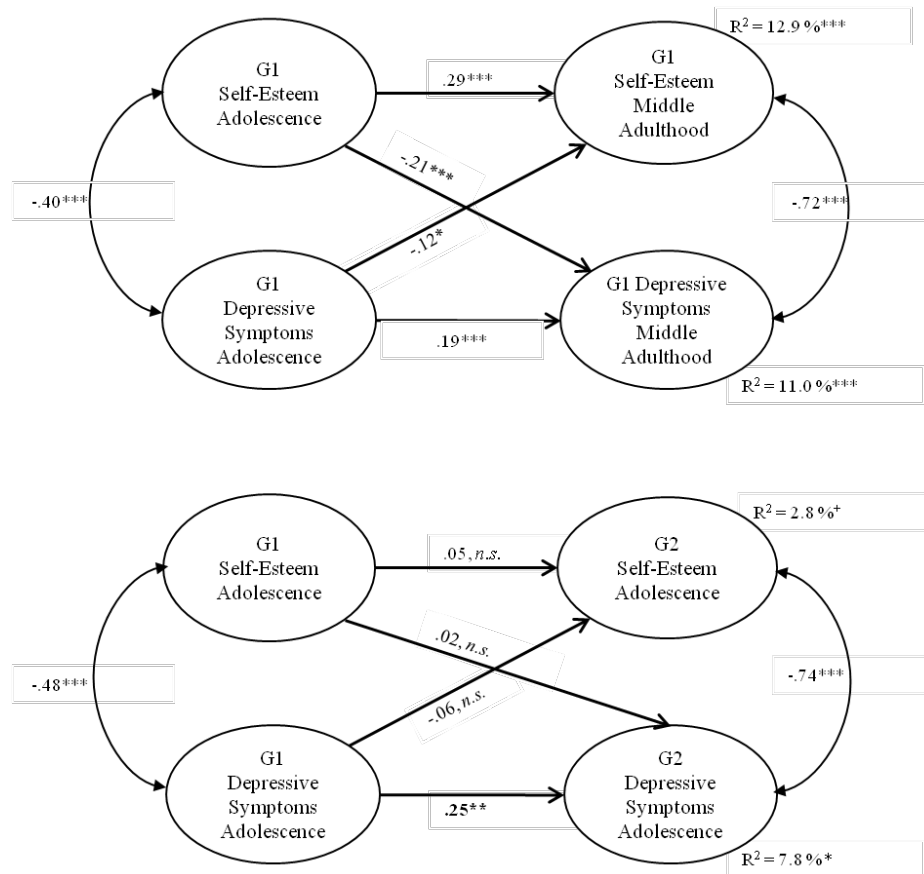 R² = 12.9 %***
G1
Self-Esteem
Adolescence
.29***
G1
Self-Esteem
Middle
Adulthood
-.21***
-.40***
-.72***
-.12*
G1
Depressive
Symptoms
Adolescence
.19***
G1 Depressive
Symptoms
Middle
Adulthood
R² = 11.0 %***
R² = 2.8 %⁺
G1
Self-Esteem
Adolescence
.05, n.s.
G2
Self-Esteem
Adolescence
.02, n.s.
-.48***
-.74***
-.06, n.s.
G1
Depressive
Symptoms
Adolescence
.25**
G2
Depressive
Symptoms
Adolescence
R² = 7.8 %*